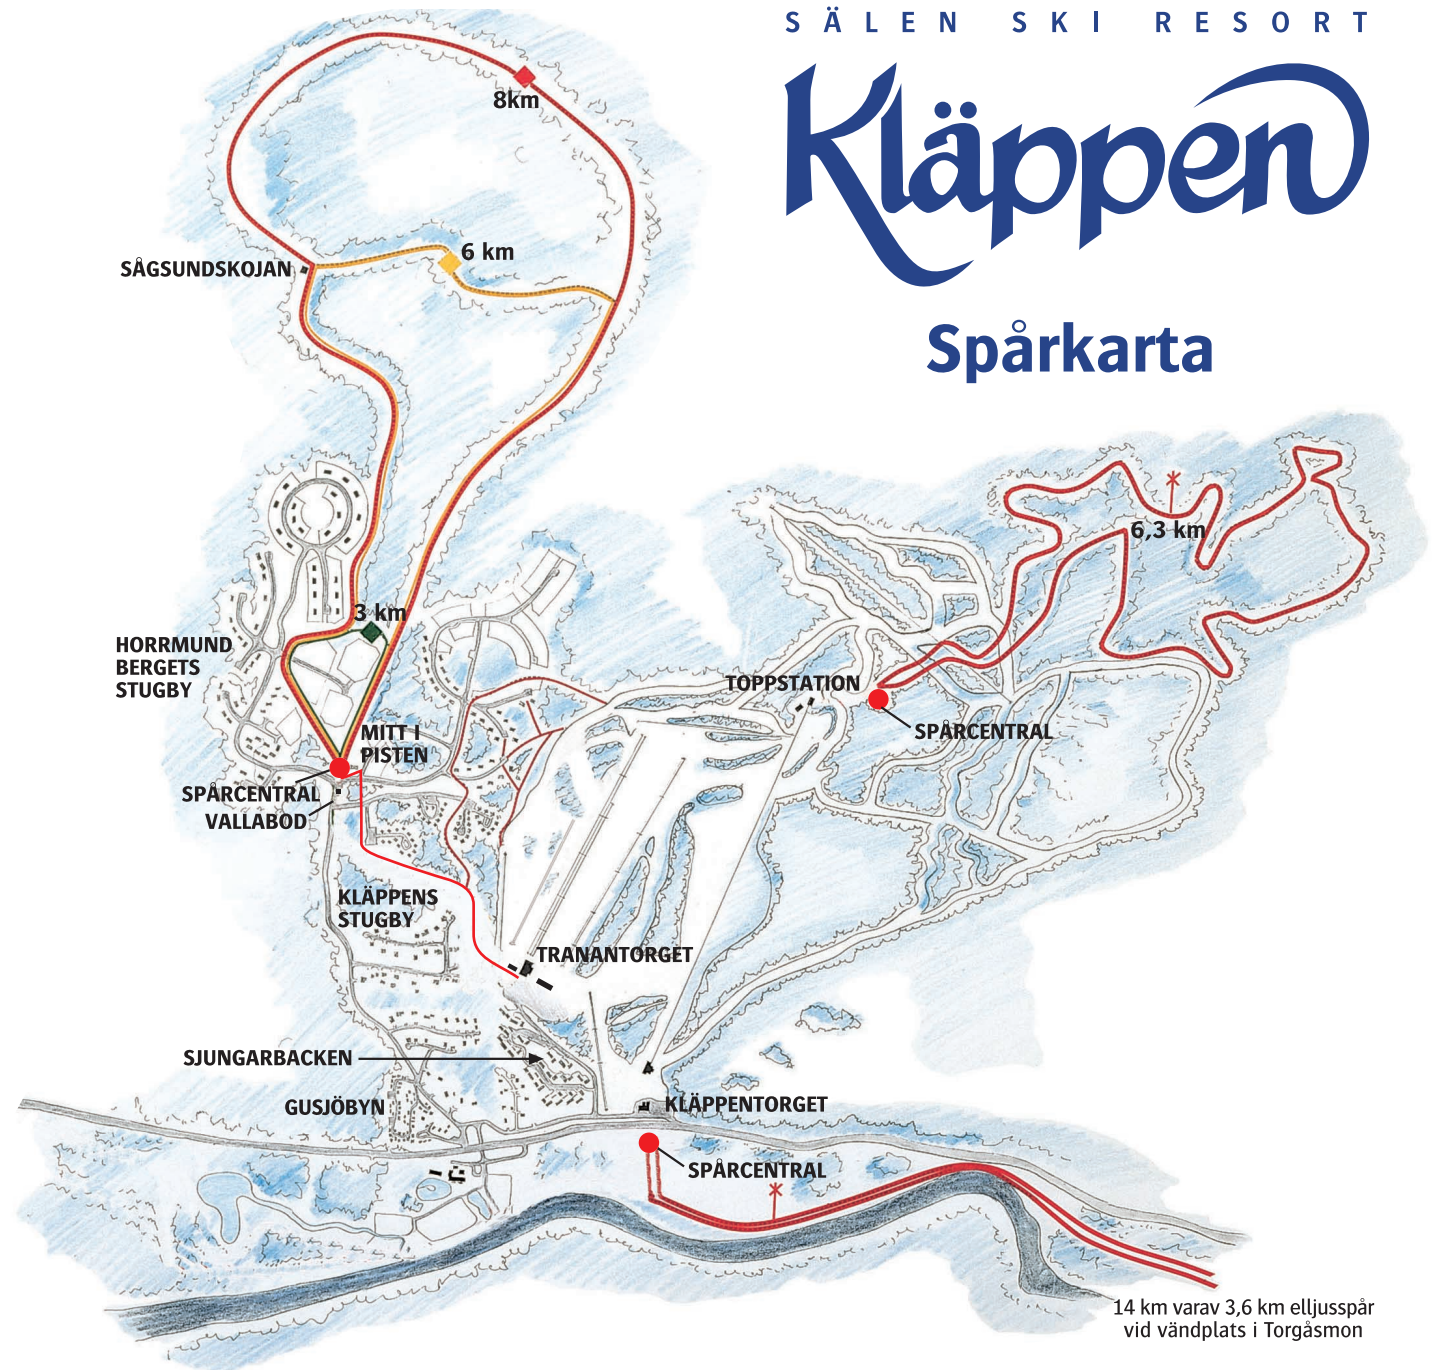 SÄLEN SKI RESORT
Kläppen
Spårkarta
8km
6 km
SÅGSUNDSKOJAN
6,3 km
3 km
HORRMUND
BERGETS
STUGBY
TOPPSTATION
SPÅRCENTRAL
MITT I
PISTEN
SPÅRCENTRAL
VALLABOD
KLÄPPENS
STUGBY
TRANANTORGET
SJUNGARBACKEN
GUSJÖBYN
KLÄPPENTORGET
SPÅRCENTRAL
14 km varav 3,6 km elljusspår
vid vändplats i Torgåsmon